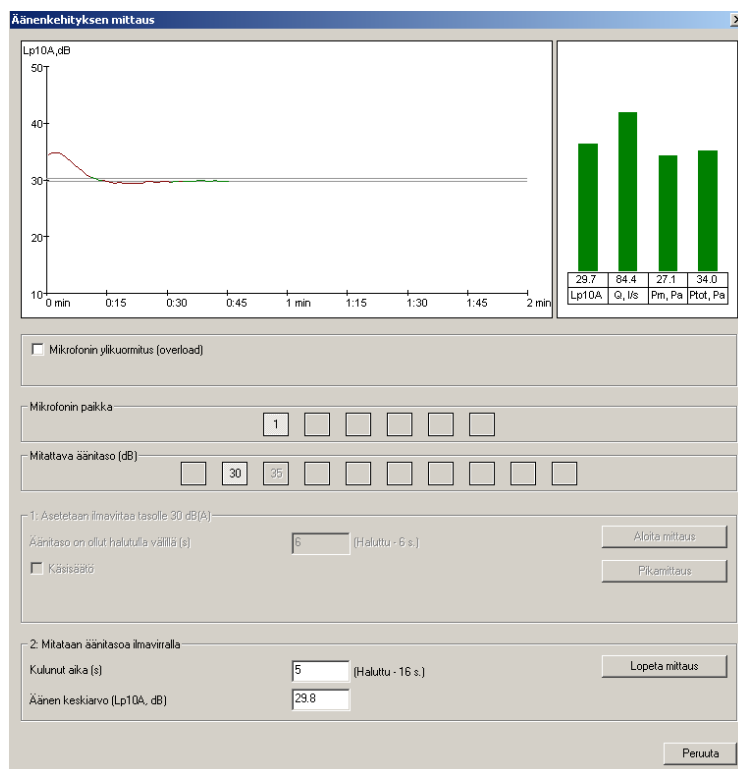 Äänenkehityksen mittaus
Lp10A,dB
50
40
30
20
10
0 min 0:15 0:30 0:45 1 min 1:15 1:30 1:45 2 min
29.7 84.4 27.1 34.0
Lp10A Q, l/s Pm, Pa Ptot, Pa
Mikrofonin ylikuormitus (overload)
Mikrofonin paikka
1
Mitattava äänitaso (dB)
30 35
1: Asetetaan ilmavirtaa tasolle 30 dB(A)
Äänitaso on ollut halutulla välillä (s) 6 (Haluttu - 6 s.) Aloita mittaus
Käsisäätö Pikamittaus
2: Mitataan äänitasoa ilmavirralla
Kulunut aika (s) 5 (Haluttu - 16 s.) Lopeta mittaus
Äänen keskiarvo (Lp10A, dB) 29.8
Peruuta